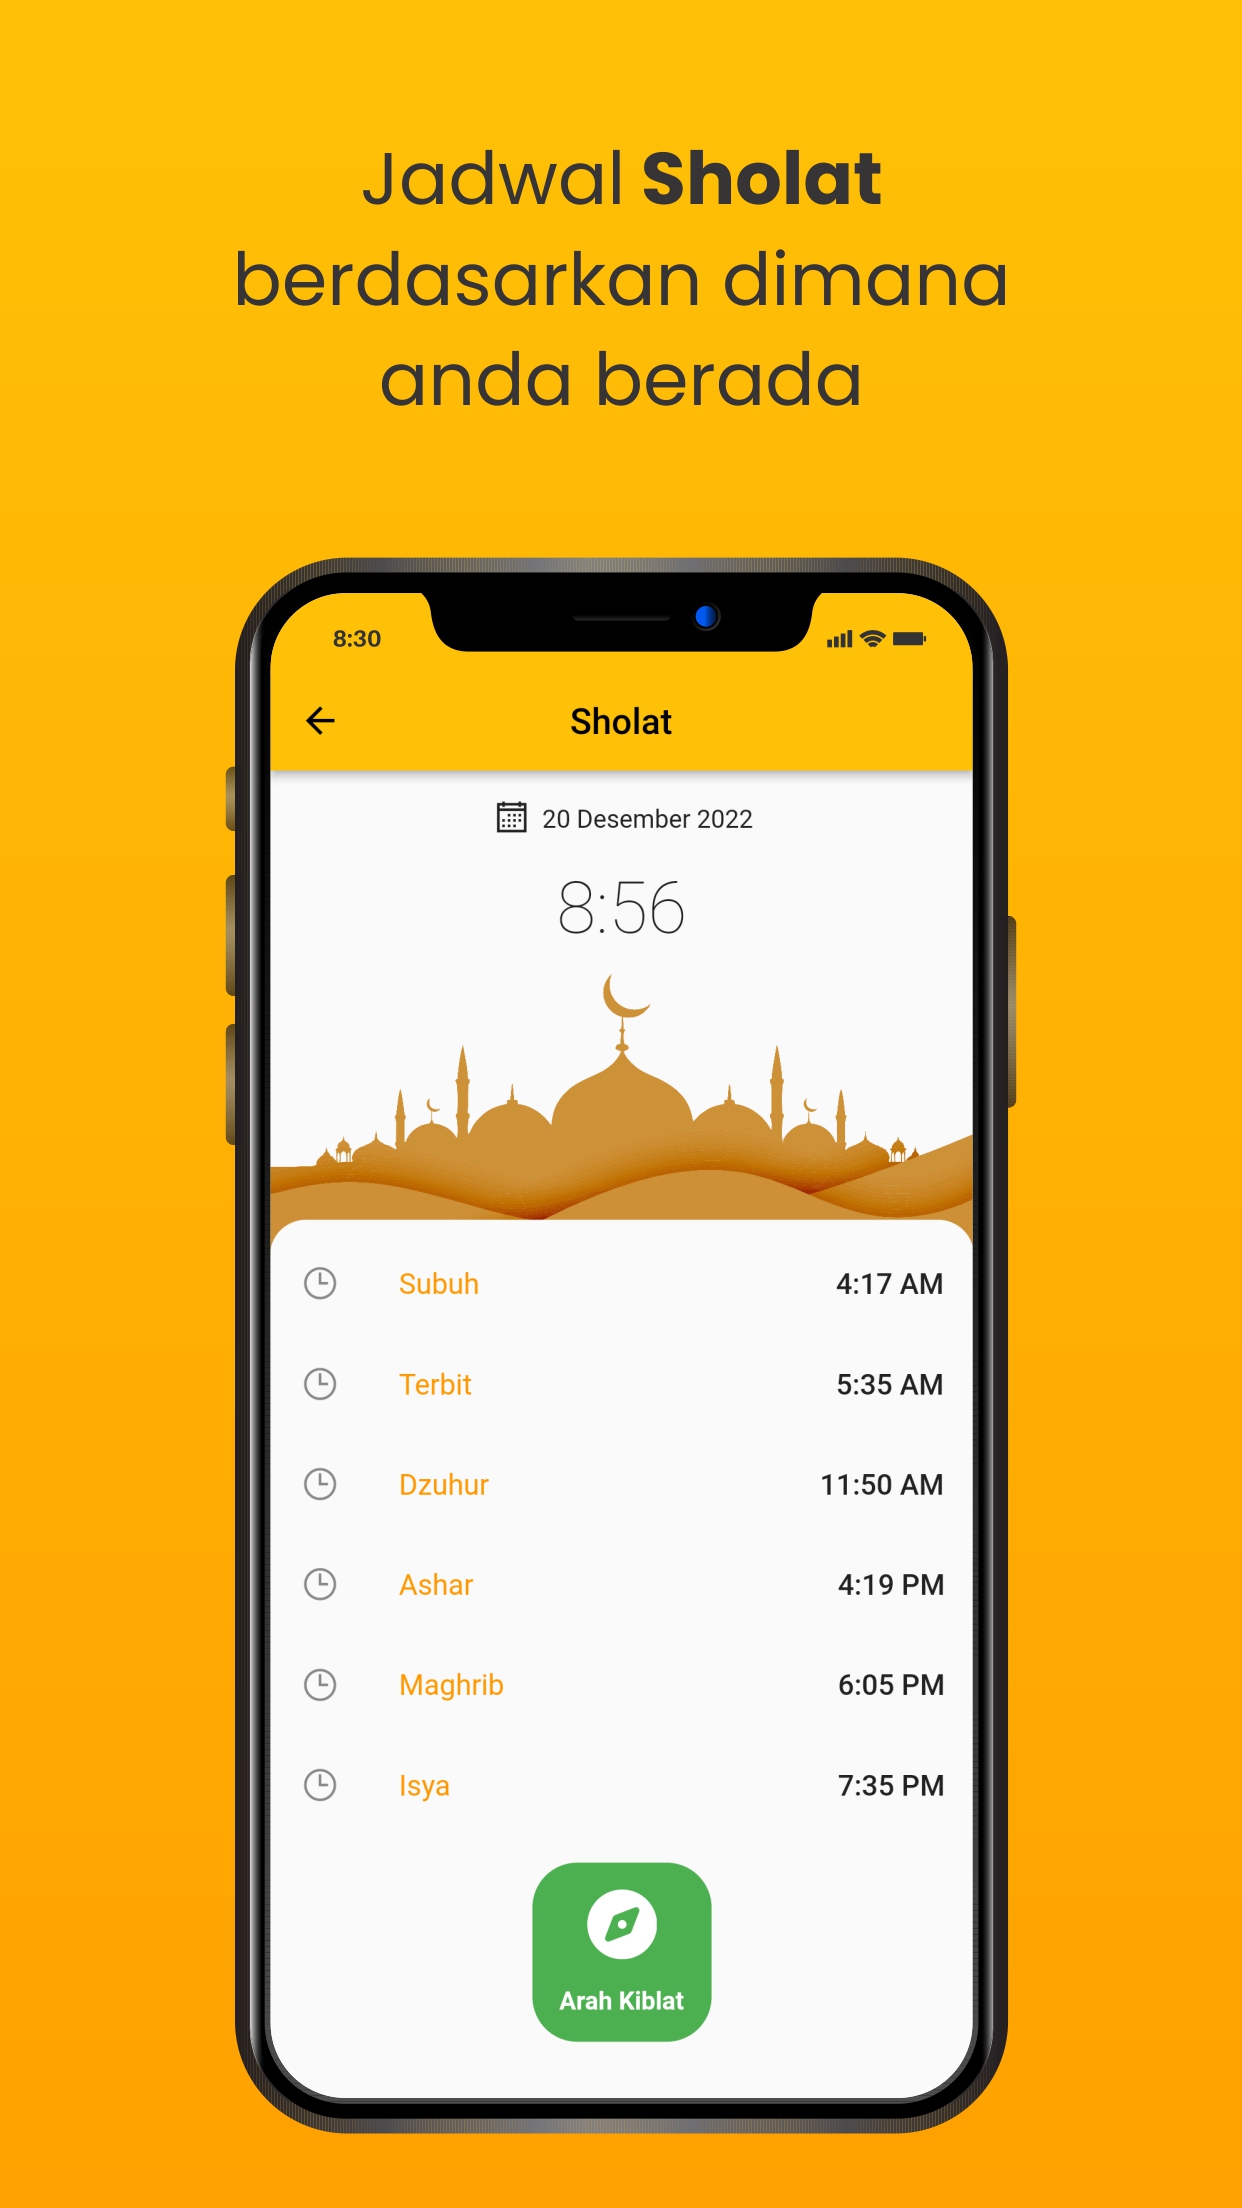 Jadwal Sholat
berdasarkan dimana
anda berada
8:30
Sholat
20 Desember 2022
8:56
Subuh 4:17 AM
Terbit 5:35 AM
Dzuhur 11:50 AM
Ashar 4:19 PM
Maghrib 6:05 PM
Isya 7:35 PM
Arah Kiblat